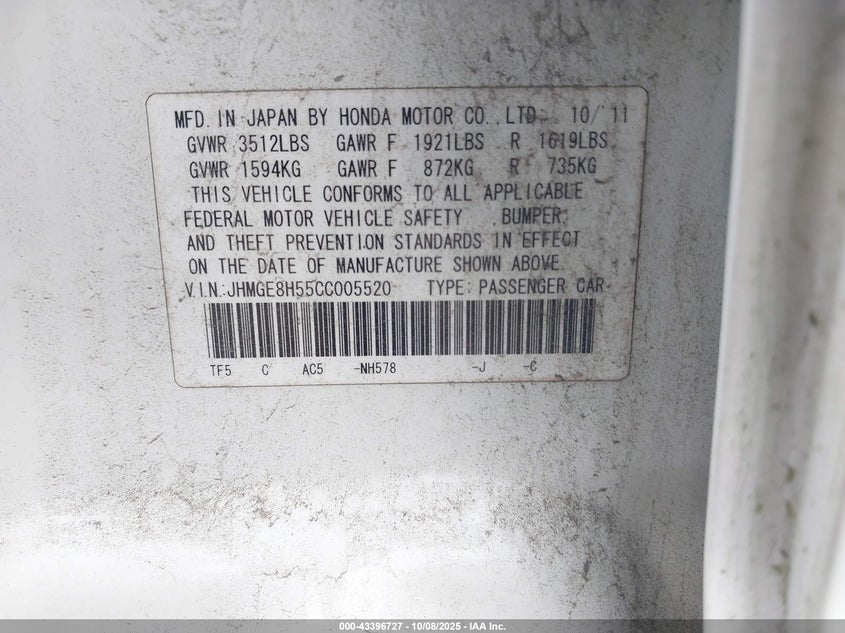 MFD. IN JAPAN BY HONDA MOTOR CO.,LTD. 10/'11
GVWR 3512LBS GAWR F 1921LBS R 1619LBS
GVWR 1594KG GAWR F 872KG R 735KG
THIS VEHICLE CONFORMS TO ALL APPLICABLE
FEDERAL MOTOR VEHICLE SAFETY ,BUMPER,
AND THEFT PREVENTION STANDARDS IN EFFECT
ON THE DATE OF MANUFACTURE SHOWN ABOVE.
V.I.N.:JHMGE8H55CC005520 TYPE:PASSENGER CAR
TF5 C AC5 -NH578 -J -C
000-43396727 - 10/08/2025 - IAA Inc.